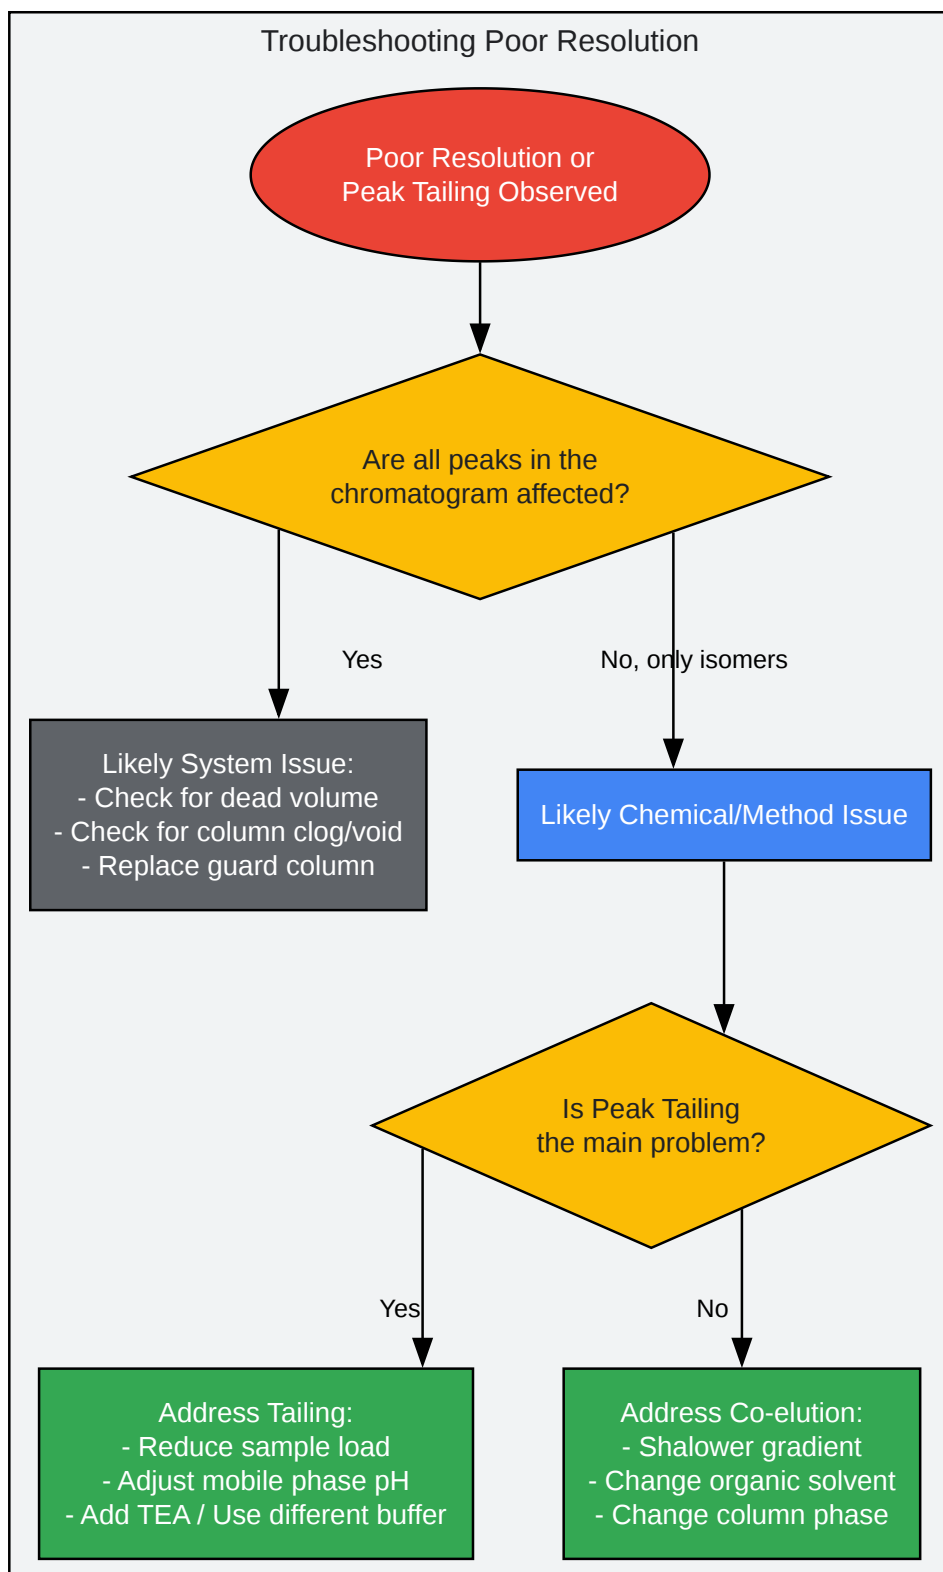 Troubleshooting Poor Resolution
Poor Resolution or
Peak Tailing Observed
Are all peaks in the
chromatogram affected?
Yes
No, only isomers
Likely System Issue:
- Check for dead volume
- Check for column clog/void
- Replace guard column
Likely Chemical/Method Issue
Is Peak Tailing
the main problem?
Yes
No
Address Tailing:
- Reduce sample load
- Adjust mobile phase pH
- Add TEA / Use different buffer
Address Co-elution:
- Shalower gradient
- Change organic solvent
- Change column phase